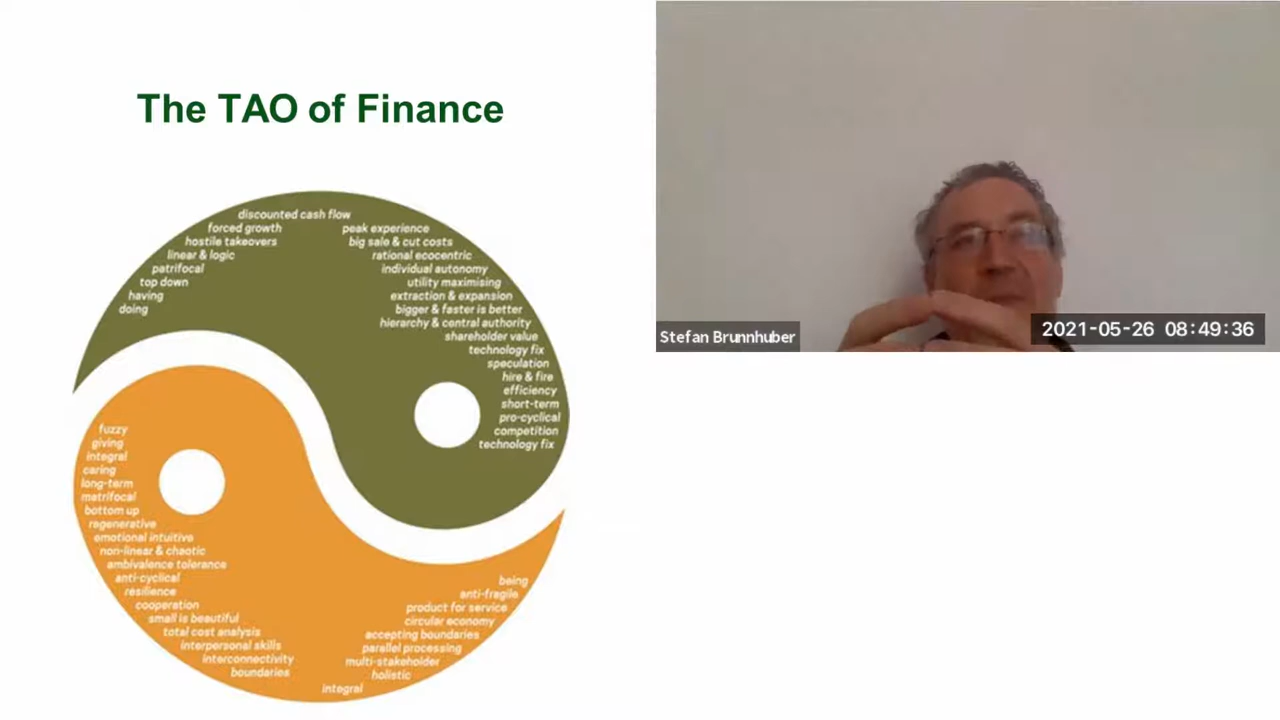 The TAO of Finance
discounted cash flow
forced growth
hostile takeovers
linear & logic
patrifocal
top down
having
doing
peak experience
big sale & cut costs
rational ecocentric
individual autonomy
utility maximising
extraction & expansion
bigger & faster is better
hierarchy & central authority
shareholder value
technology fix
speculation
hire & fire
efficiency
short-term
pro-cyclical
competition
technology fix
fuzzy
giving
integral
caring
long-term
matrifocal
bottom up
regenerative
emotional intuitive
non-linear & chaotic
ambivalence tolerance
anti-cyclical
resilience
cooperation
small is beautiful
total cost analysis
interpersonal skills
interconnectivity
boundaries
being
anti-fragile
product for service
circular economy
accepting boundaries
parallel processing
multi-stakeholder
holistic
integral
Stefan Brunnhuber
2021-05-26 08:49:36